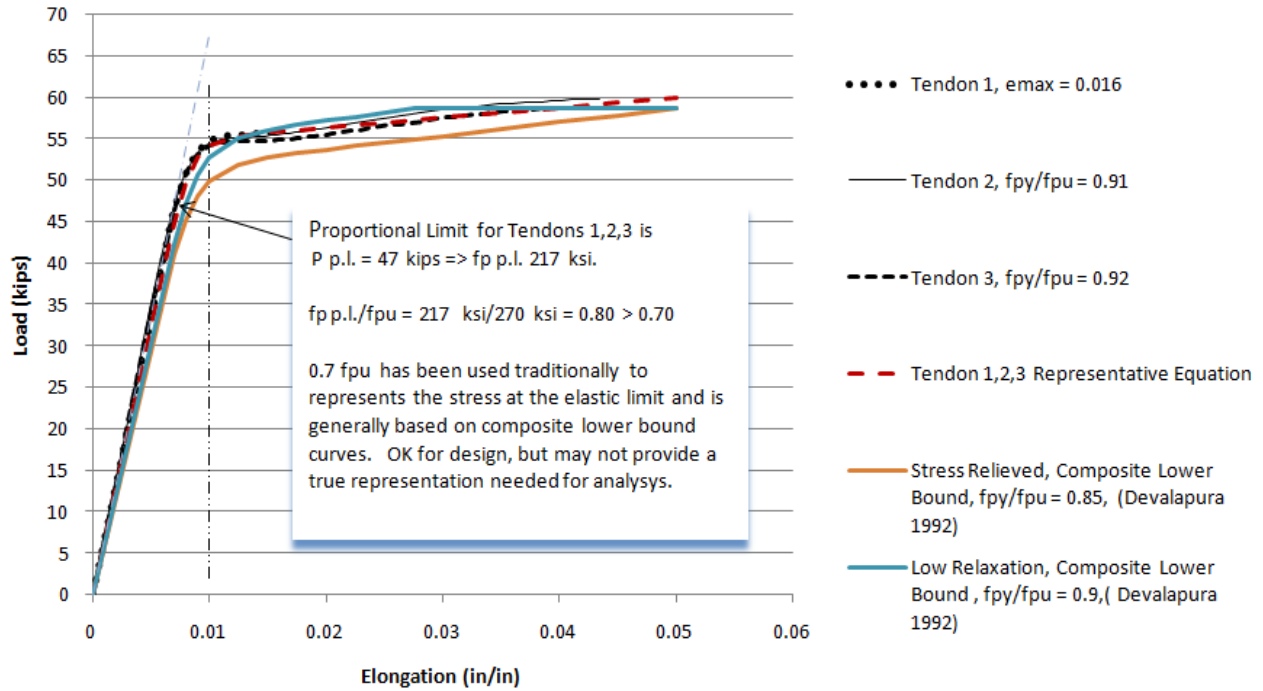 70
65
60
55
50
45
40
35
30
25
20
15
10
5
0
Load (kips)
0
0.01
0.02
0.03
0.04
0.05
0.06
Elongation (in/in)
Proportional Limit for Tendons 1,2,3 is
P p.l. = 47 kips => fp p.l. 217 ksi.
fp p.l./fpu = 217 ksi/270 ksi = 0.80 > 0.70
0.7 fpu has been used traditionally to
represents the stress at the elastic limit and is
generally based on composite lower bound
curves. OK for design, but may not provide a
true representation needed for analysys.
Tendon 1, emax = 0.016
Tendon 2, fpy/fpu = 0.91
Tendon 3, fpy/fpu = 0.92
Tendon 1,2,3 Representative Equation
Stress Relieved, Composite Lower
Bound, fpy/fpu = 0.85, (Devalapura
1992)
Low Relaxation, Composite Lower
Bound , fpy/fpu = 0.9,( Devalapura
1992)